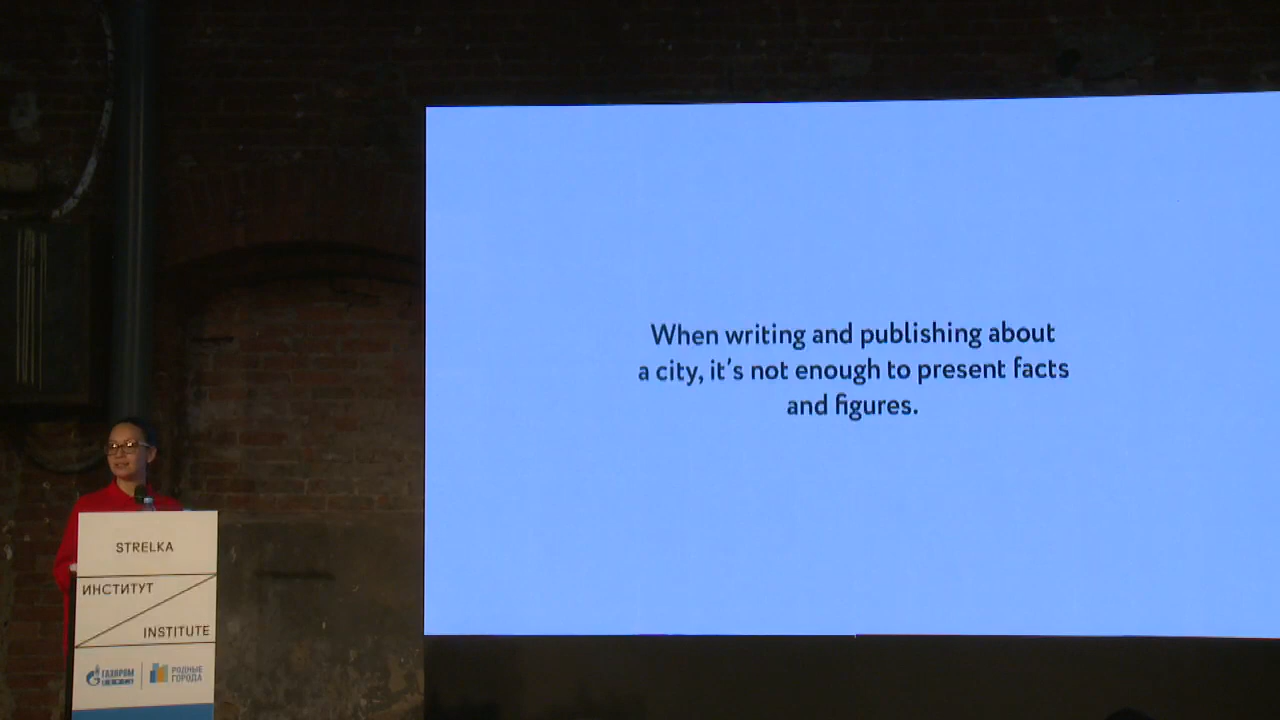 When writing and publishing about
a city, it's not enough to present facts
and figures.
STRELKA
ИНСТИТУТ
INSTITUTE
ГАЗПРОМ
РОДНЫЕ
ГОРОДА